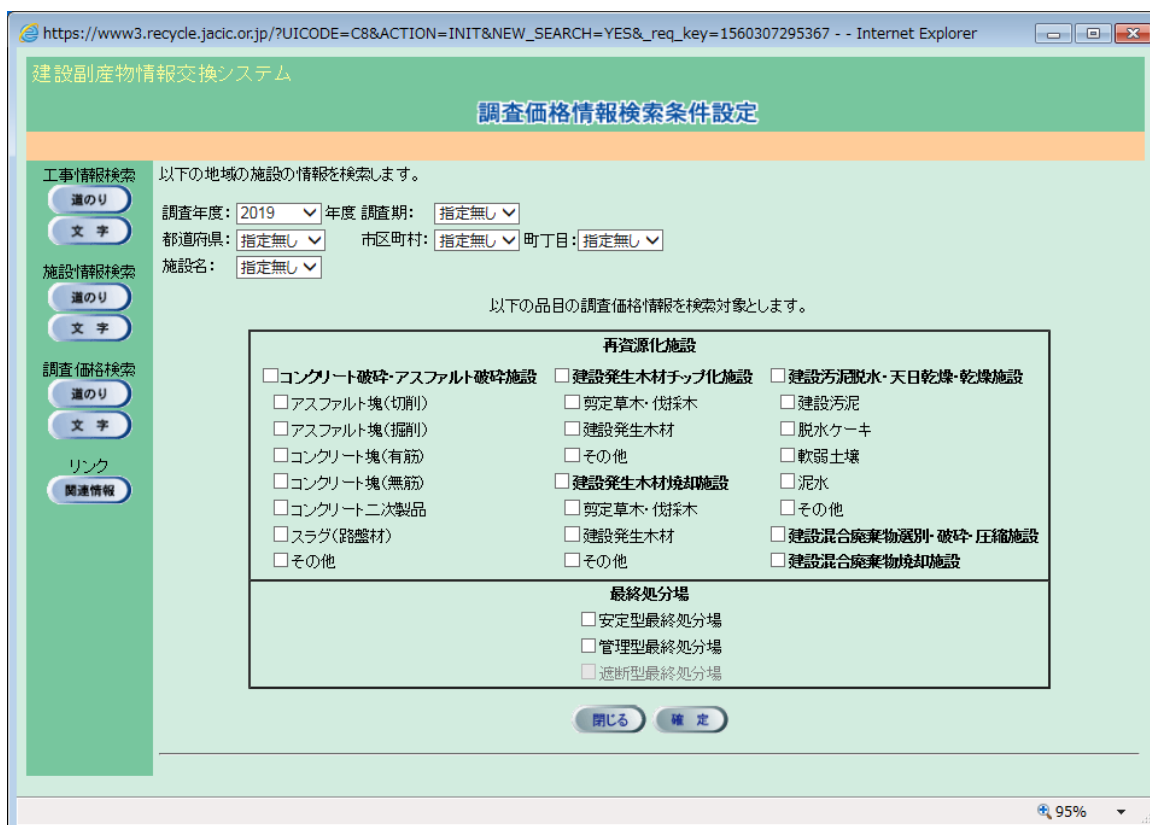 https://www3.recycle.jacic.or.jp/?UICODE=C8&ACTION=INIT&NEW_SEARCH=YES&_req_key=1560307295367 - - Internet Explorer
建設副産物情報交換システム
調査価格情報検索条件設定
工事情報検索
道のり
文 字
施設情報検索
道のり
文 字
調査価格検索
道のり
文 字
リンク
関連情報
以下の地域の施設の情報を検索します。
調査年度: 2019 年度 調査期: 指定無し
都道府県: 指定無し 市区町村: 指定無し 町丁目: 指定無し
施設名: 指定無し
以下の品目の調査価格情報を検索対象とします。
再資源化施設
コンクリート破砕・アスファルト破砕施設 建設発生木材チップ化施設 建設汚泥脱水・天日乾燥・乾燥施設
アスファルト塊(切削) 剪定草木・伐採木 建設汚泥
アスファルト塊(掘削) 建設発生木材 脱水ケーキ
コンクリート塊(有筋) その他 軟弱土壌
コンクリート塊(無筋) 建設発生木材焼却施設 泥水
コンクリート二次製品 剪定草木・伐採木 その他
スラグ(路盤材) 建設発生木材 建設混合廃棄物選別・破砕・圧縮施設
その他 その他 建設混合廃棄物焼却施設
最終処分場
安定型最終処分場
管理型最終処分場
遮断型最終処分場
閉じる 確 定
95%